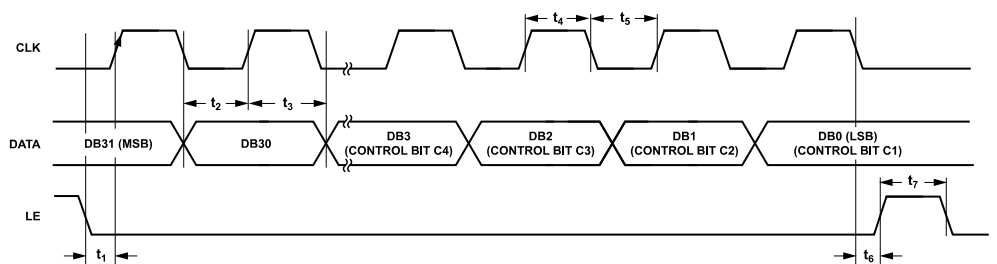 t4 t5
CLK
t2 t3
DATA
DB31 (MSB)
DB30
DB3
(CONTROL BIT C4)
DB2
(CONTROL BIT C3)
DB1
(CONTROL BIT C2)
DB0 (LSB)
(CONTROL BIT C1)
t7
LE
t1
t6